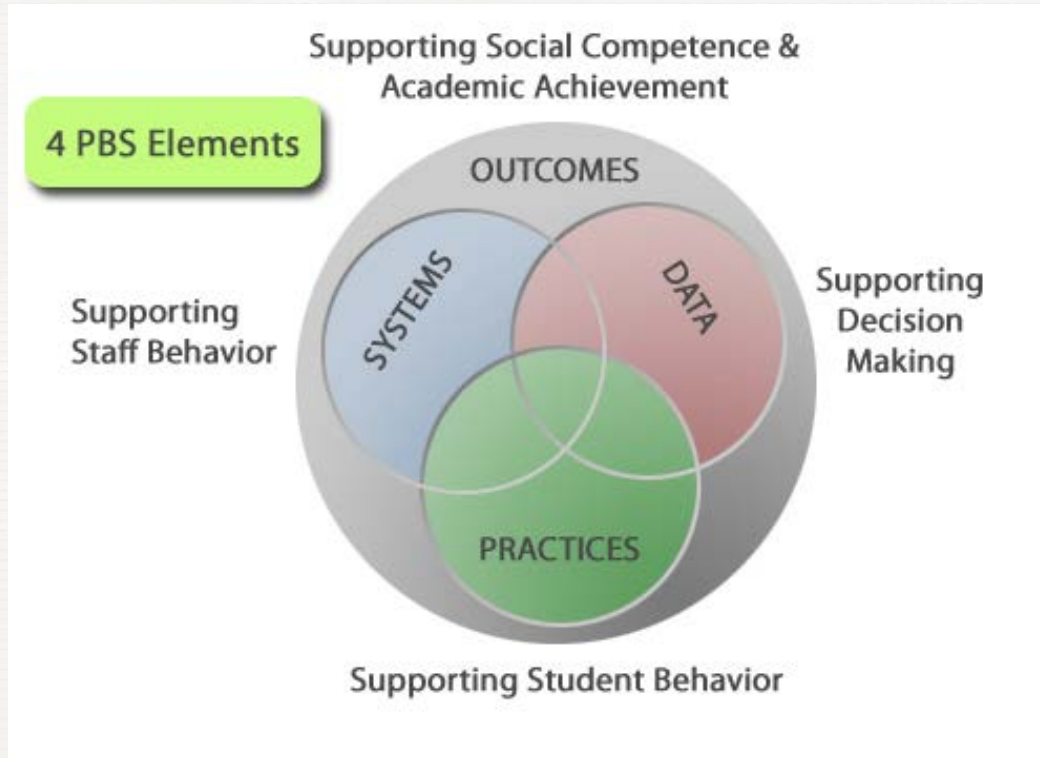 Supporting Social Competence &
Academic Achievement
4 PBS Elements
OUTCOMES
SYSTEMS
DATA
Supporting
Staff Behavior
Supporting
Decision
Making
PRACTICES
Supporting Student Behavior